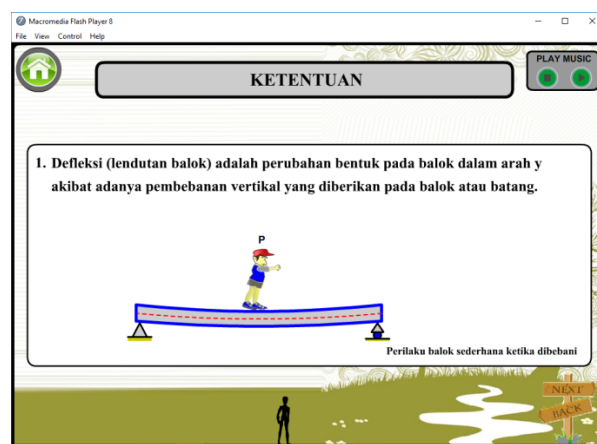 Macromedia Flash Player 8
File View Control Help
KETENTUAN
PLAY MUSIC
1. Defleksi (lendutan balok) adalah perubahan bentuk pada balok dalam arah y
akibat adanya pembebanan vertikal yang diberikan pada balok atau batang.
P
Perilaku balok sederhana ketika dibebani
NEXT
BACK